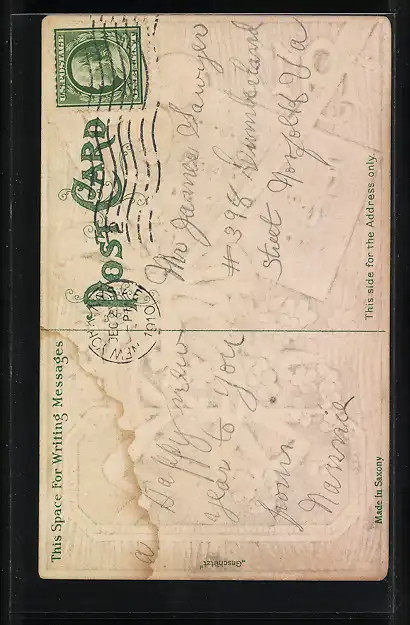 This Space For Writing Messages
POST CARD
U.S. POSTAGE
ONE CENT
NEW YORK
DEC 2
-PM
1910
a Happy new
year to you
from
Nannie
Mr James Sawyer
# 398 Cumberland
Street Norfolk Va
This side for the Address only.
Made in Saxony
„Geschützt"